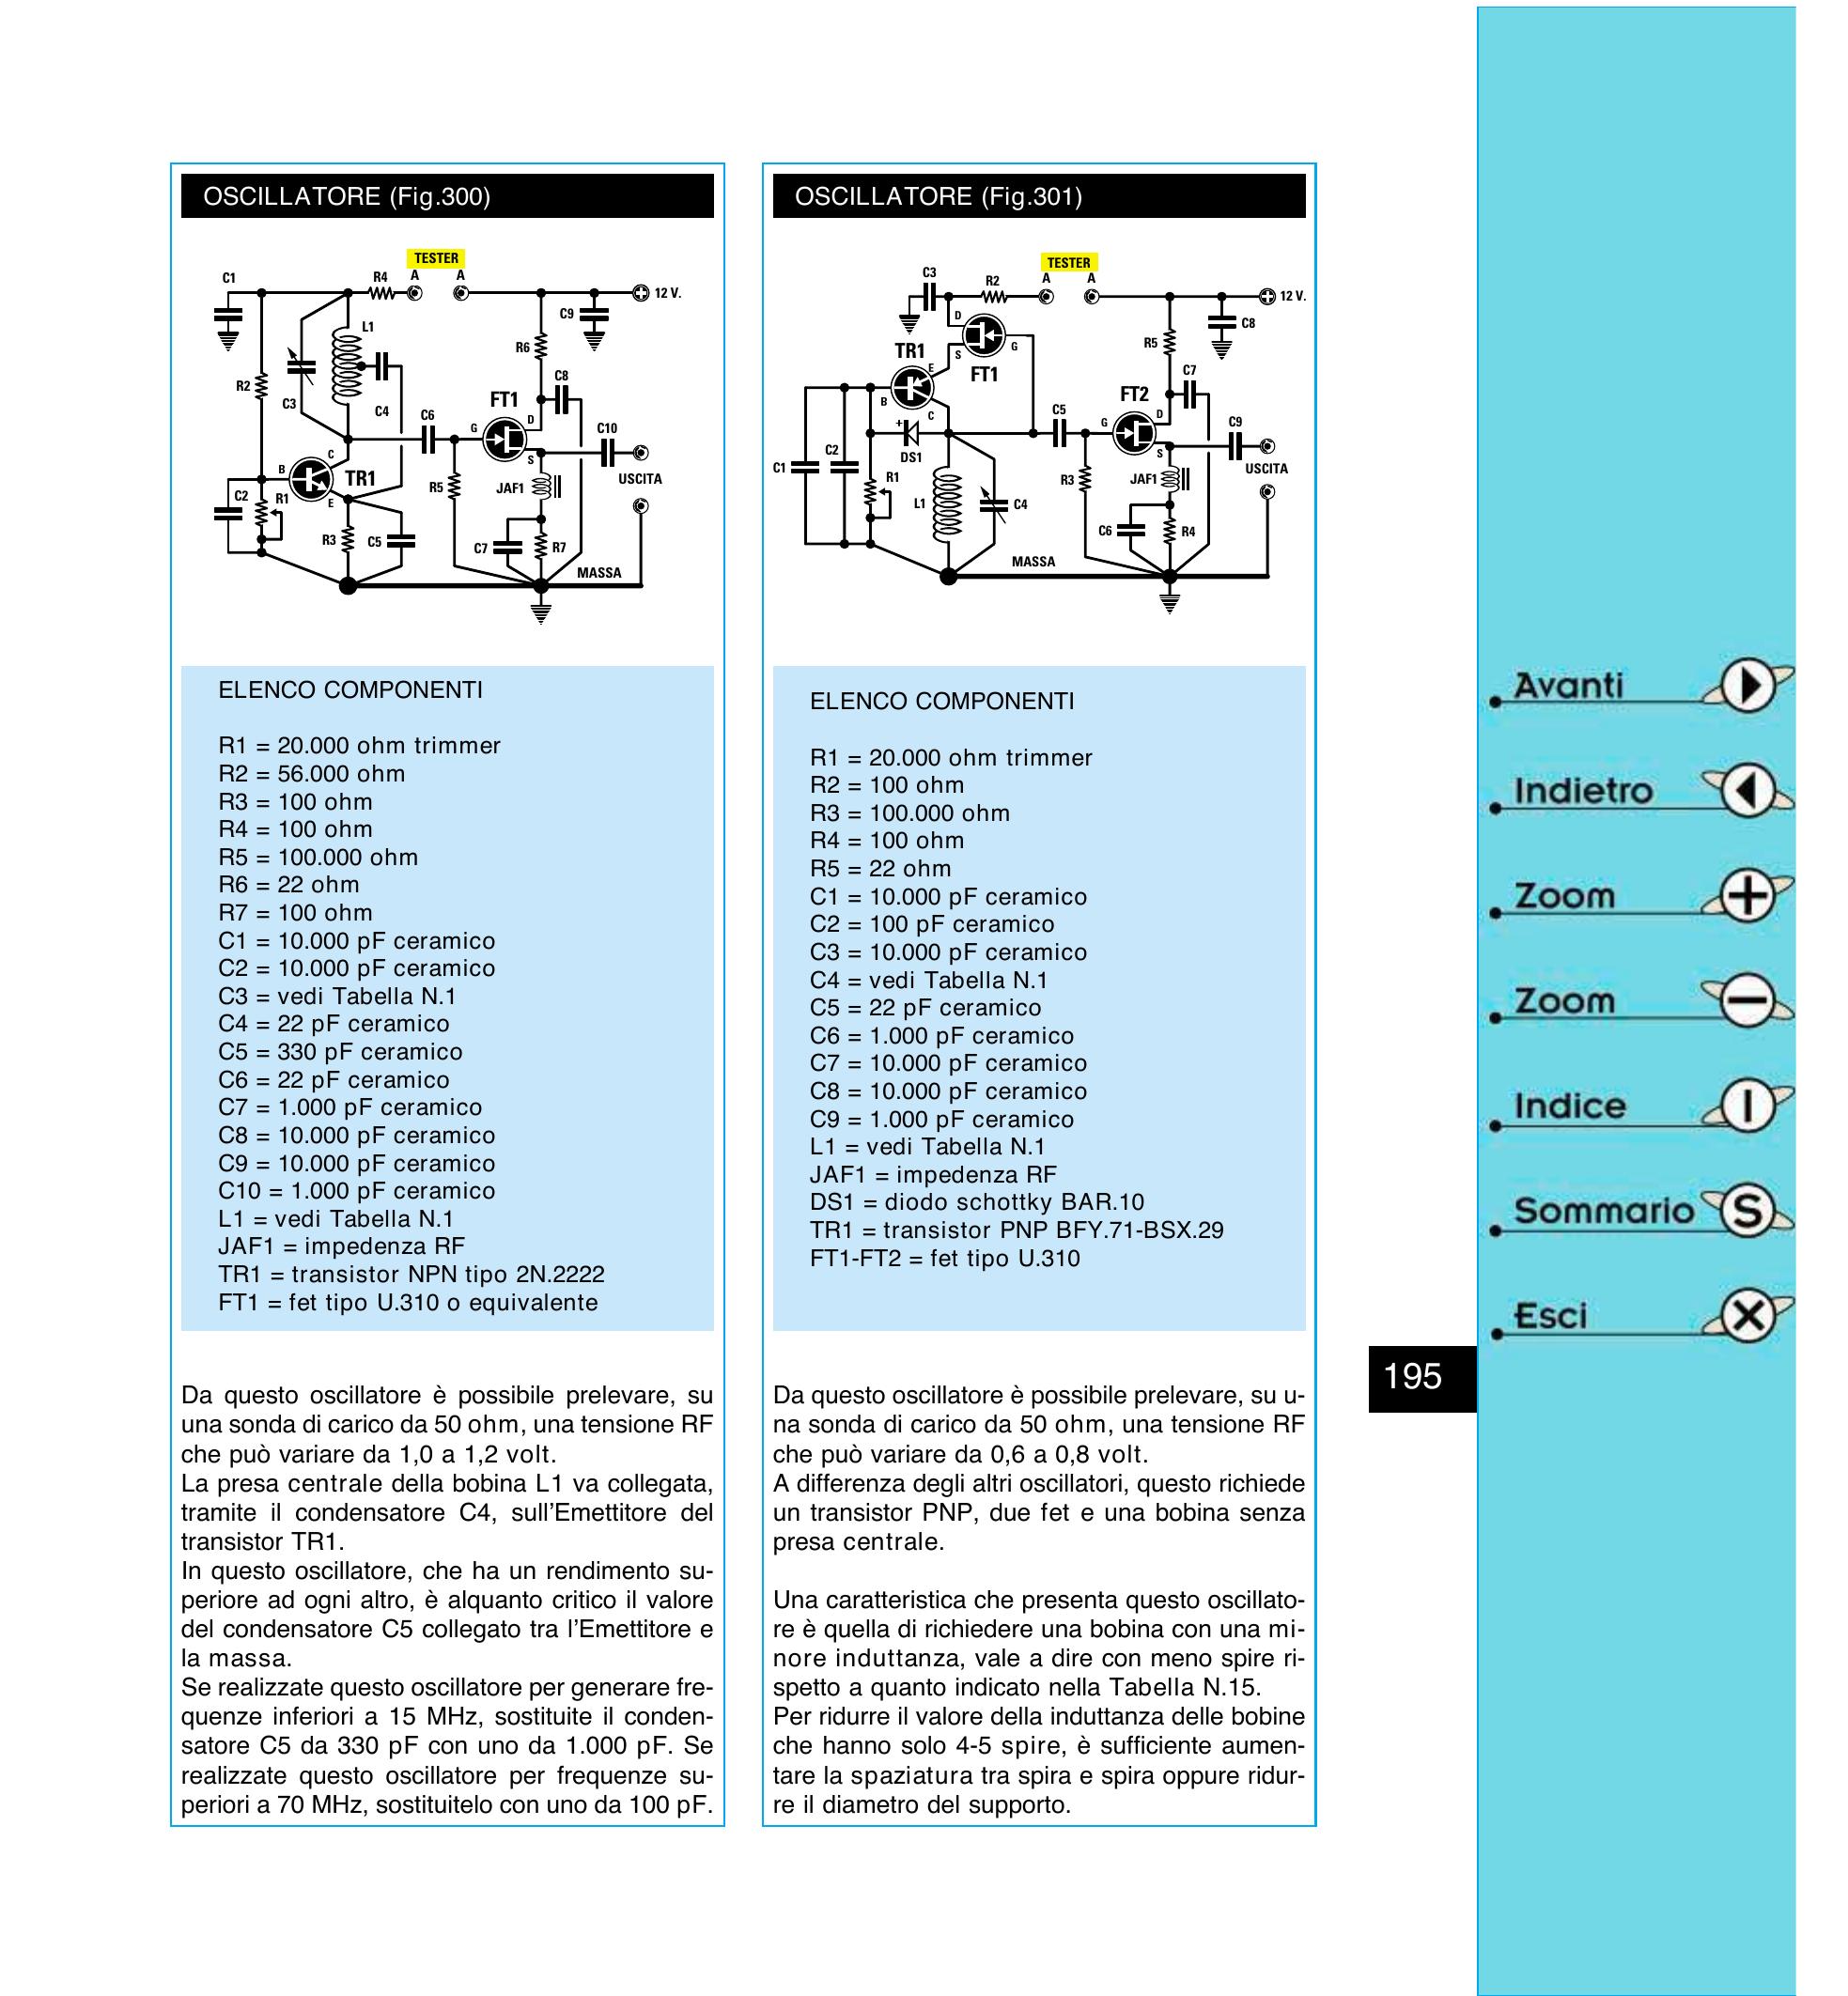 OSCILLATORE (Fig.300)
TESTER
C1
R4
A
A
12 V.
C9
L1
R6
R2
C3
C4
C8
FT1
C6
D
G
C10
S
C
B
TR1
USCITA
R5
JAF1
C2
R1
E
R3
C5
C7
R7
MASSA
ELENCO COMPONENTI
R1 = 20.000 ohm trimmer
R2 = 56.000 ohm
R3 = 100 ohm
R4 = 100 ohm
R5 = 100.000 ohm
R6 = 22 ohm
R7 = 100 ohm
C1 = 10.000 pF ceramico
C2 = 10.000 pF ceramico
C3 = vedi Tabella N.1
C4 = 22 pF ceramico
C5 = 330 pF ceramico
C6 = 22 pF ceramico
C7 = 1.000 pF ceramico
C8 = 10.000 pF ceramico
C9 = 10.000 pF ceramico
C10 = 1.000 pF ceramico
L1 = vedi Tabella N.1
JAF1 = impedenza RF
TR1 = transistor NPN tipo 2N.2222
FT1 = fet tipo U.310 o equivalente
Da questo oscillatore è possibile prelevare, su
una sonda di carico da 50 ohm, una tensione RF
che può variare da 1,0 a 1,2 volt.
La presa centrale della bobina L1 va collegata,
tramite il condensatore C4, sull'Emettitore del
transistor TR1.
In questo oscillatore, che ha un rendimento su-
periore ad ogni altro, è alquanto critico il valore
del condensatore C5 collegato tra l'Emettitore e
la massa.
Se realizzate questo oscillatore per generare fre-
quenze inferiori a 15 MHz, sostituite il conden-
satore C5 da 330 pF con uno da 1.000 pF. Se
realizzate questo oscillatore per frequenze su-
periori a 70 MHz, sostituitelo con uno da 100 pF.
OSCILLATORE (Fig.301)
TESTER
C3
R2
A
A
12 V.
D
C8
TR1
S
G
R5
E
FT1
C7
B
FT2
C
C5
D
C9
G
+
DS1
S
C2
C1
R1
R3
JAF1
USCITA
L1
C4
C6
R4
MASSA
ELENCO COMPONENTI
R1 = 20.000 ohm trimmer
R2 = 100 ohm
R3 = 100.000 ohm
R4 = 100 ohm
R5 = 22 ohm
C1 = 10.000 pF ceramico
C2 = 100 pF ceramico
C3 = 10.000 pF ceramico
C4 = vedi Tabella N.1
C5 = 22 pF ceramico
C6 = 1.000 pF ceramico
C7 = 10.000 pF ceramico
C8 = 10.000 pF ceramico
C9 = 1.000 pF ceramico
L1 = vedi Tabella N.1
JAF1 = impedenza RF
DS1 = diodo schottky BAR.10
TR1 = transistor PNP BFY.71-BSX.29
FT1-FT2 = fet tipo U.310
Da questo oscillatore è possibile prelevare, su u-
na sonda di carico da 50 ohm, una tensione RF
che può variare da 0,6 a 0,8 volt.
A differenza degli altri oscillatori, questo richiede
un transistor PNP, due fet e una bobina senza
presa centrale.
Una caratteristica che presenta questo oscillato-
re è quella di richiedere una bobina con una mi-
nore induttanza, vale a dire con meno spire ri-
spetto a quanto indicato nella Tabella N.15.
Per ridurre il valore della induttanza delle bobine
che hanno solo 4-5 spire, è sufficiente aumen-
tare la spaziatura tra spira e spira oppure ridur-
re il diametro del supporto.
195
Avanti
Indietro
Zoom +
Zoom −
Indice I
Sommario S
Esci X